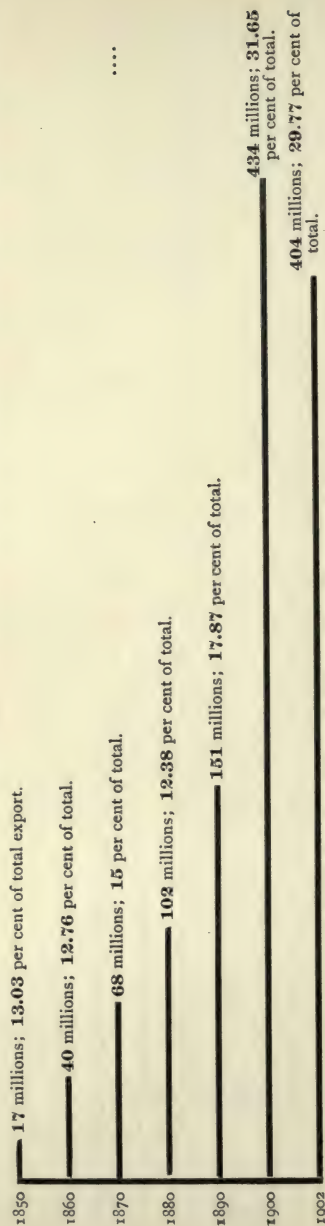 1850 17 millions; 13.03 per cent of total export.
1860 40 millions; 12.76 per cent of total.
1870 68 millions; 15 per cent of total.
1880 102 millions; 12.38 per cent of total.
1890 151 millions; 17.87 per cent of total.
1900 434 millions; 31.65
per cent of total.
1902 404 millions; 29.77 per cent of
total.